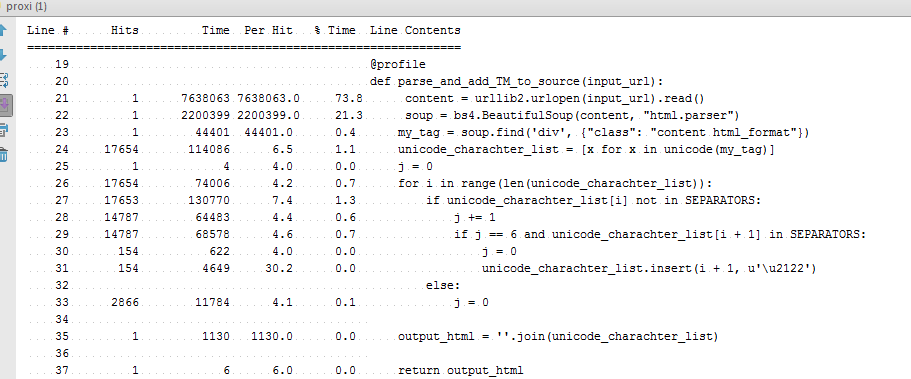 proxi (1)
Line # Hits Time Per Hit % Time Line Contents
==============================================================
19 @profile
20 def parse_and_add_TM_to_source(input_url):
21 1 7638063 7638063.0 73.8 content = urllib2.urlopen(input_url).read()
22 1 2200399 2200399.0 21.3 soup = bs4.BeautifulSoup(content, "html.parser")
23 1 44401 44401.0 0.4 my_tag = soup.find('div', {"class": "content html_format"})
24 17654 114086 6.5 1.1 unicode_charachter_list = [x for x in unicode(my_tag)]
25 1 4 4.0 0.0 j = 0
26 17654 74006 4.2 0.7 for i in range(len(unicode_charachter_list)):
27 17653 130770 7.4 1.3 if unicode_charachter_list[i] not in SEPARATORS:
28 14787 64483 4.4 0.6 j += 1
29 14787 68578 4.6 0.7 if j == 6 and unicode_charachter_list[i + 1] in SEPARATORS:
30 154 622 4.0 0.0 j = 0
31 154 4649 30.2 0.0 unicode_charachter_list.insert(i + 1, u'\u2122')
32 else:
33 2866 11784 4.1 0.1 j = 0
34
35 1 1130 1130.0 0.0 output_html = ''.join(unicode_charachter_list)
36
37 1 6 6.0 0.0 return output_html